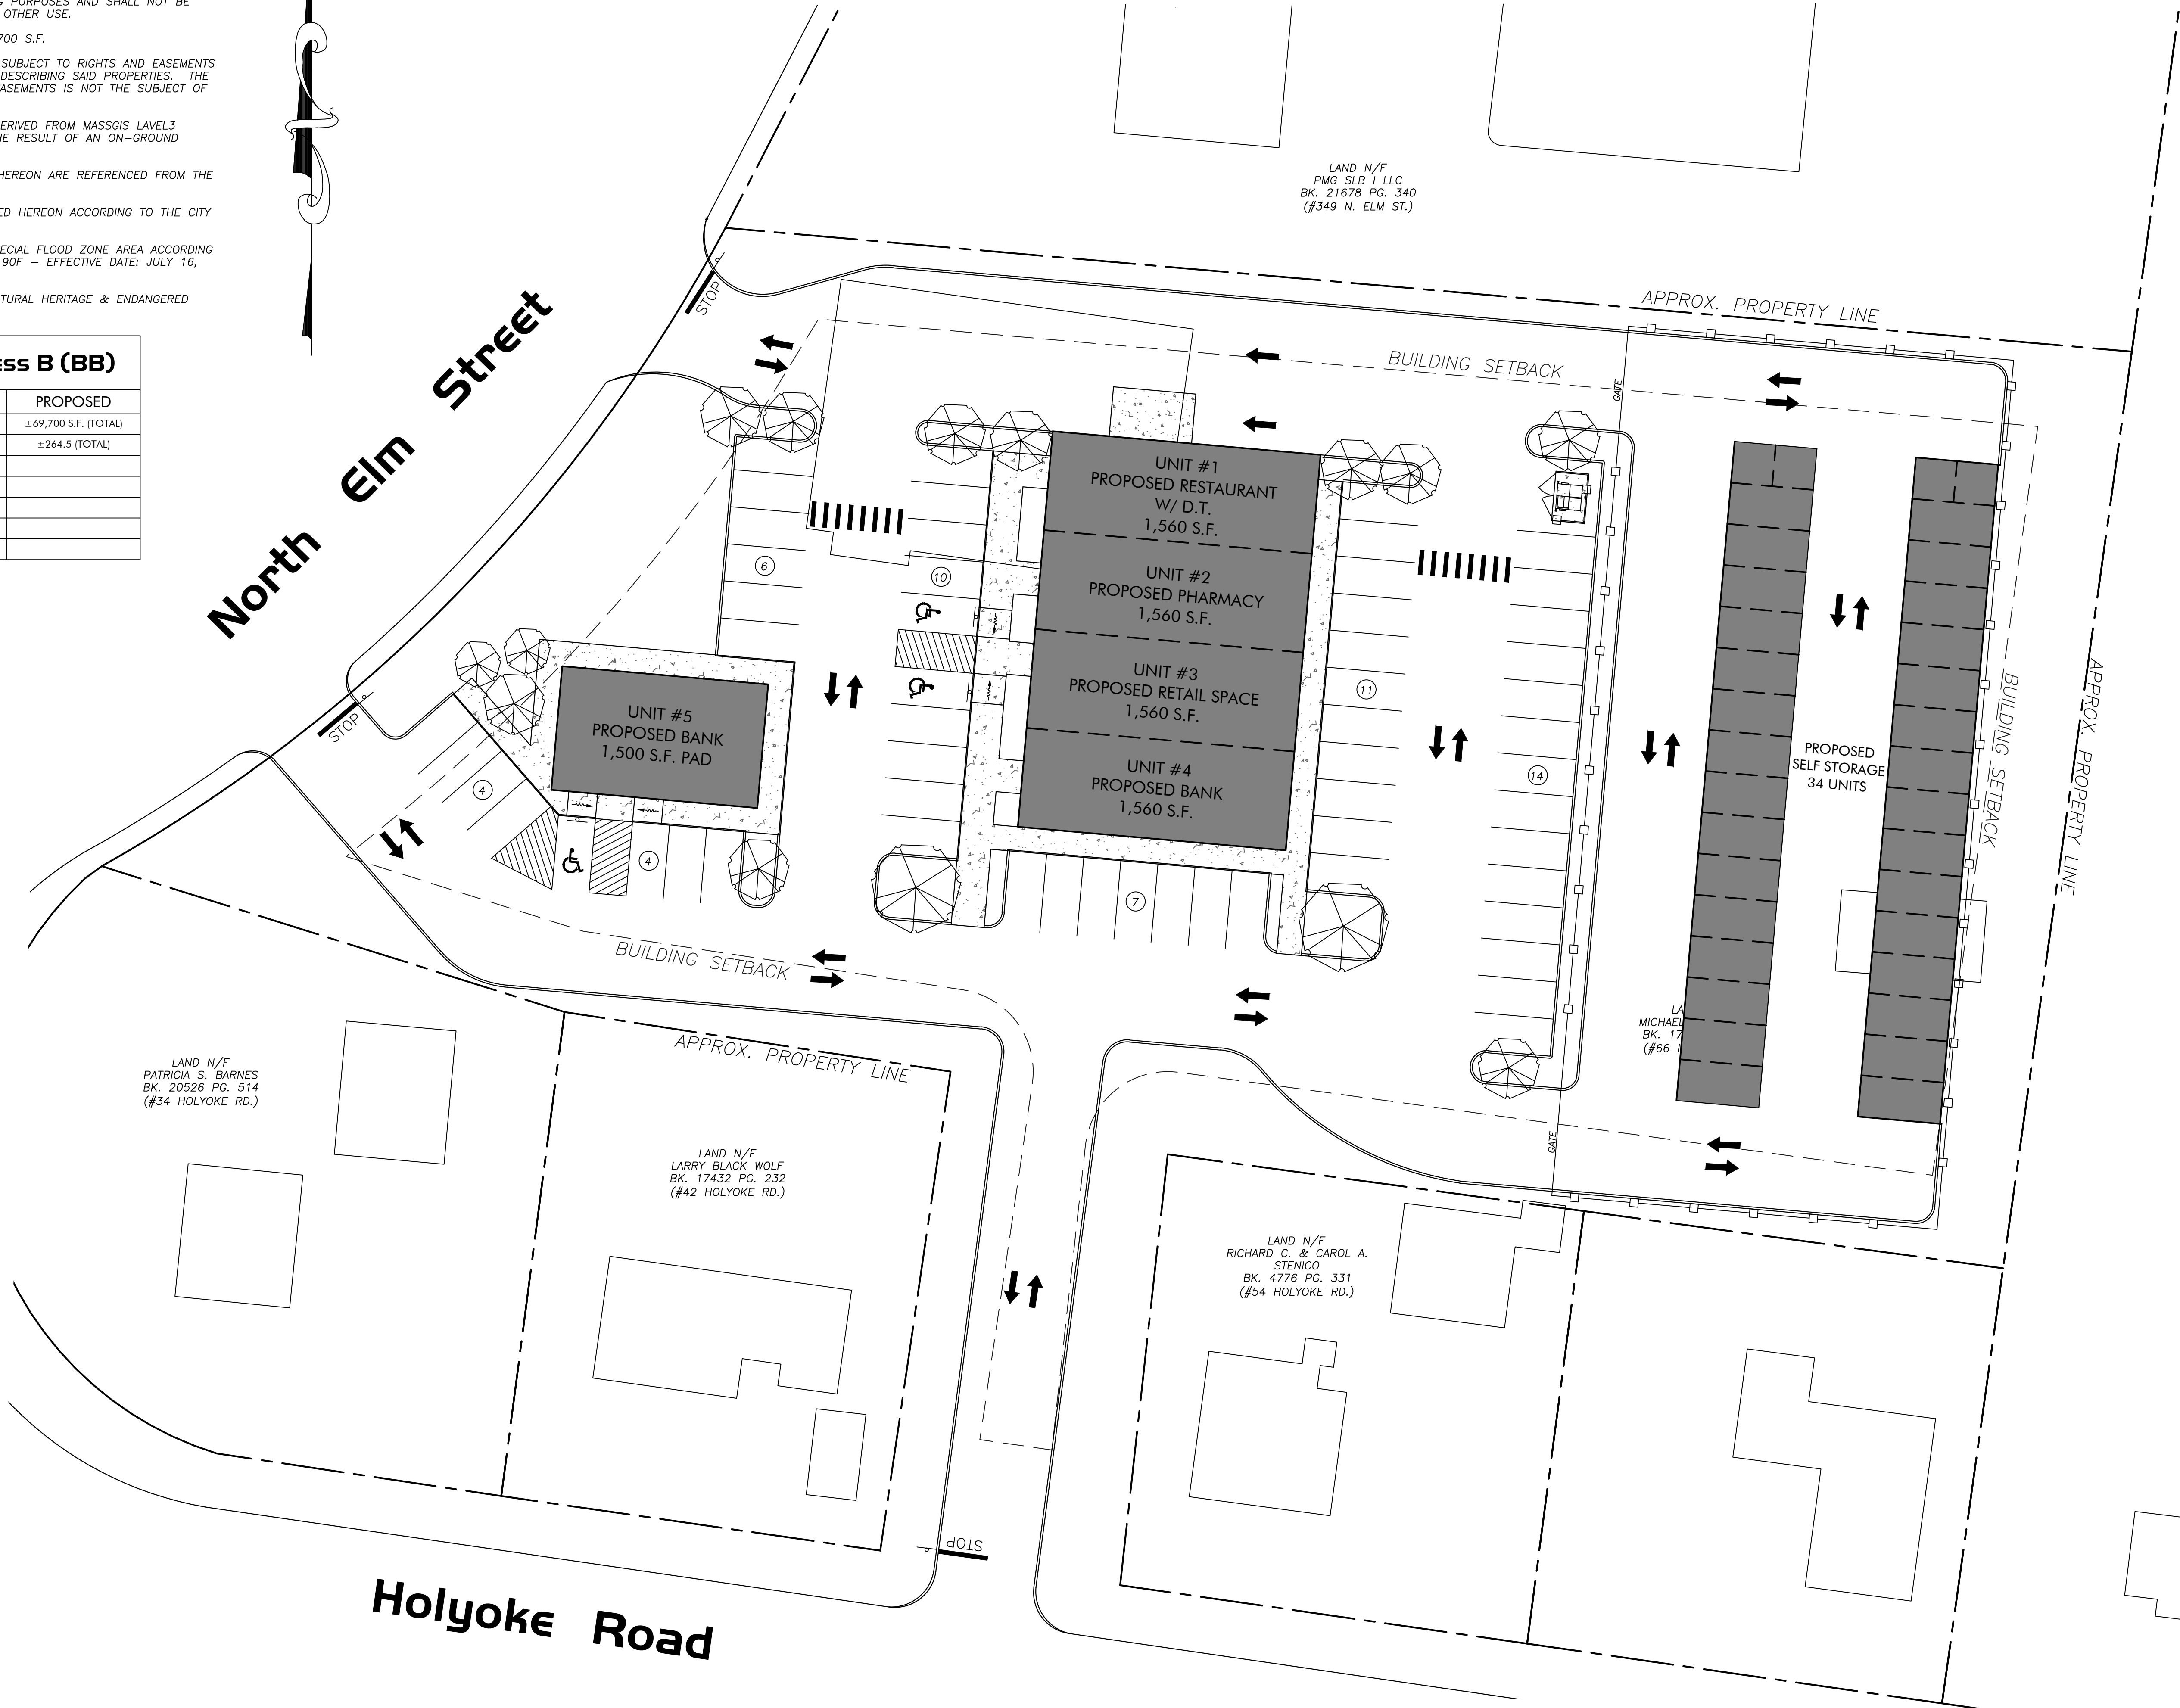 G PURPOSES AND SHALL NOT BE
OTHER USE.
700 S.F.
SUBJECT TO RIGHTS AND EASEMENTS
DESCRIBING SAID PROPERTIES. THE
EASEMENTS IS NOT THE SUBJECT OF
ERIVED FROM MASSGIS LAVEL3
HE RESULT OF AN ON-GROUND
HEREON ARE REFERENCED FROM THE
ED HEREON ACCORDING TO THE CITY
ECIAL FLOOD ZONE AREA ACCORDING
90F - EFFECTIVE DATE: JULY 16,
TURAL HERITAGE & ENDANGERED
ess B (BB)
PROPOSED
±69,700 S.F. (TOTAL)
±264.5 (TOTAL)
North Elm Street
STOP
LAND N/F
PMG SLB I LLC
BK. 21678 PG. 340
(#349 N. ELM ST.)
APPROX. PROPERTY LINE
BUILDING SETBACK
GATE
UNIT #1
PROPOSED RESTAURANT
W/ D.T.
1,560 S.F.
UNIT #2
PROPOSED PHARMACY
1,560 S.F.
UNIT #3
PROPOSED RETAIL SPACE
1,560 S.F.
UNIT #4
PROPOSED BANK
1,560 S.F.
6
10
11
14
UNIT #5
PROPOSED BANK
1,500 S.F. PAD
STOP
4
4
7
PROPOSED
SELF STORAGE
34 UNITS
BUILDING SETBACK
APPROX. PROPERTY LINE
BUILDING SETBACK
APPROX. PROPERTY LINE
LA
MICHAEL
BK. 17
(#66 H
GATE
LAND N/F
PATRICIA S. BARNES
BK. 20526 PG. 514
(#34 HOLYOKE RD.)
LAND N/F
LARRY BLACK WOLF
BK. 17432 PG. 232
(#42 HOLYOKE RD.)
LAND N/F
RICHARD C. & CAROL A.
STENICO
BK. 4776 PG. 331
(#54 HOLYOKE RD.)
STOP
Holyoke Road